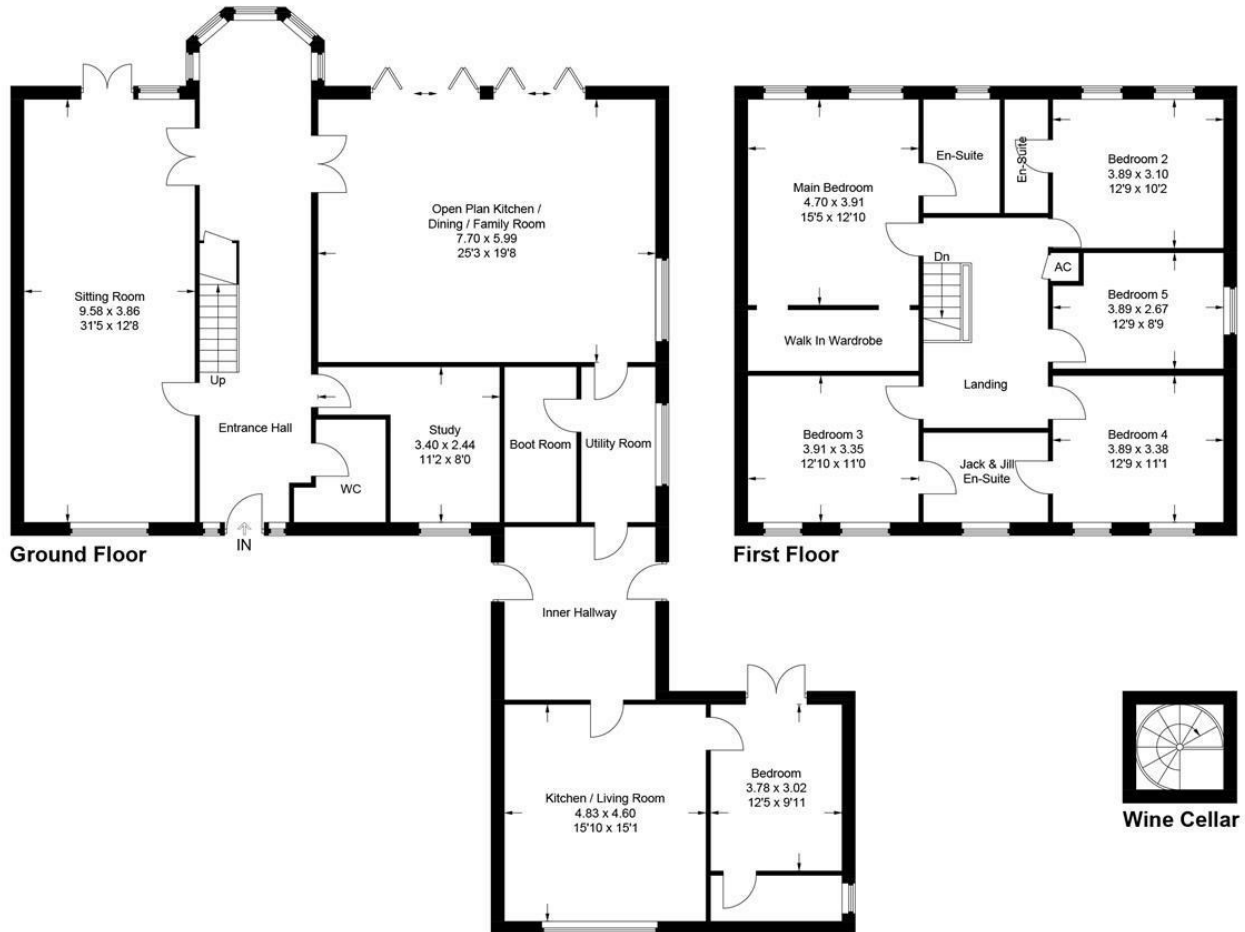 Open Plan Kitchen /
Dining / Family Room
7.70 x 5.99
25'3 x 19'8
Sitting Room
9.58 x 3.86
31'5 x 12'8
Up
Entrance Hall
Study
3.40 x 2.44
11'2 x 8'0
Boot Room
Utility Room
WC
IN
Ground Floor
Inner Hallway
Kitchen / Living Room
4.83 x 4.60
15'10 x 15'1
Bedroom
3.78 x 3.02
12'5 x 9'11
Main Bedroom
4.70 x 3.91
15'5 x 12'10
En-Suite
En-Suite
Bedroom 2
3.89 x 3.10
12'9 x 10'2
Dn
AC
Bedroom 5
3.89 x 2.67
12'9 x 8'9
Walk In Wardrobe
Landing
Bedroom 3
3.91 x 3.35
12'10 x 11'0
Jack & Jill
En-Suite
Bedroom 4
3.89 x 3.38
12'9 x 11'1
First Floor
Wine Cellar